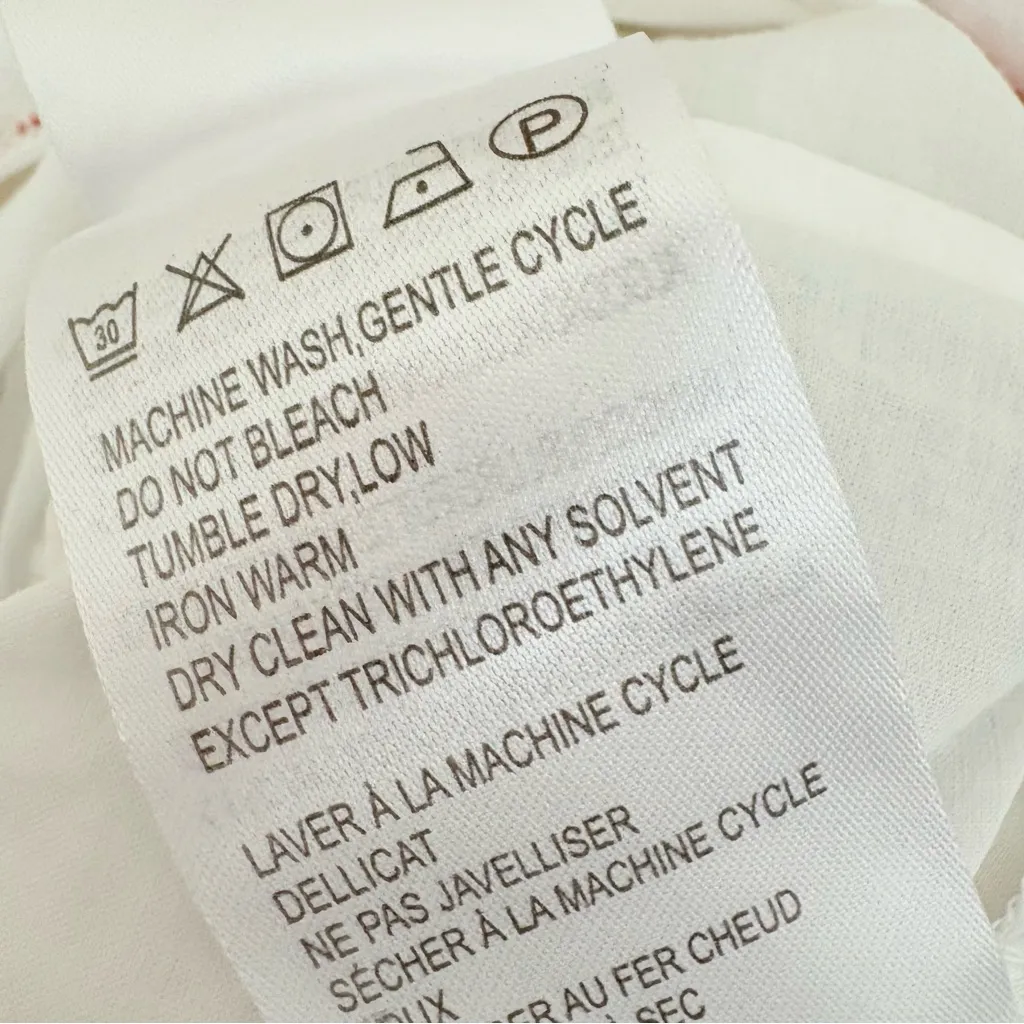 30
P
MACHINE WASH,GENTLE CYCLE
DO NOT BLEACH
TUMBLE DRY,LOW
IRON WARM
DRY CLEAN WITH ANY SOLVENT
EXCEPT TRICHLOROETHYLENE
LAVER À LA MACHINE CYCLE
DELLICAT
NE PAS JAVELLISER
SÉCHER À LA MACHINE CYCLE
AU FER CHEUD
À SEC